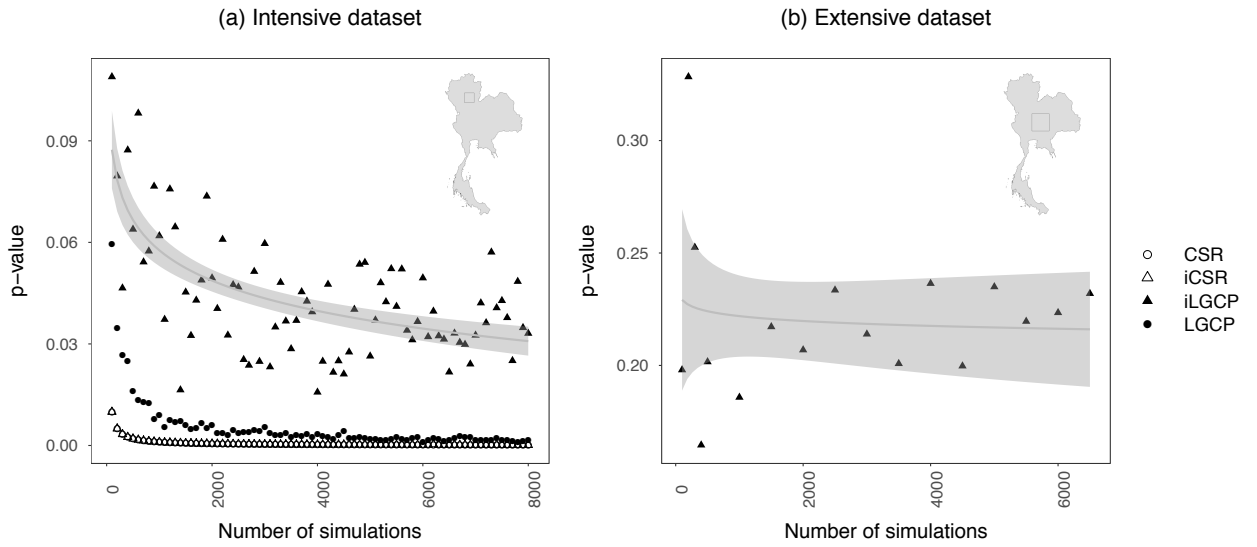 (a) Intensive dataset
(b) Extensive dataset
p−value
0.09
0.06
0.03
0.00
0
2000
4000
6000
8000
Number of simulations
p−value
0.30
0.25
0.20
0
2000
4000
6000
Number of simulations
CSR
iCSR
iLGCP
LGCP